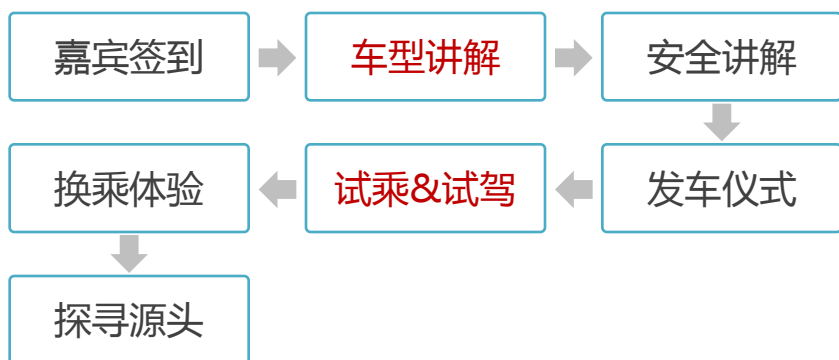 嘉宾签到
车型讲解
安全讲解
发车仪式
试乘&试驾
换乘体验
探寻源头